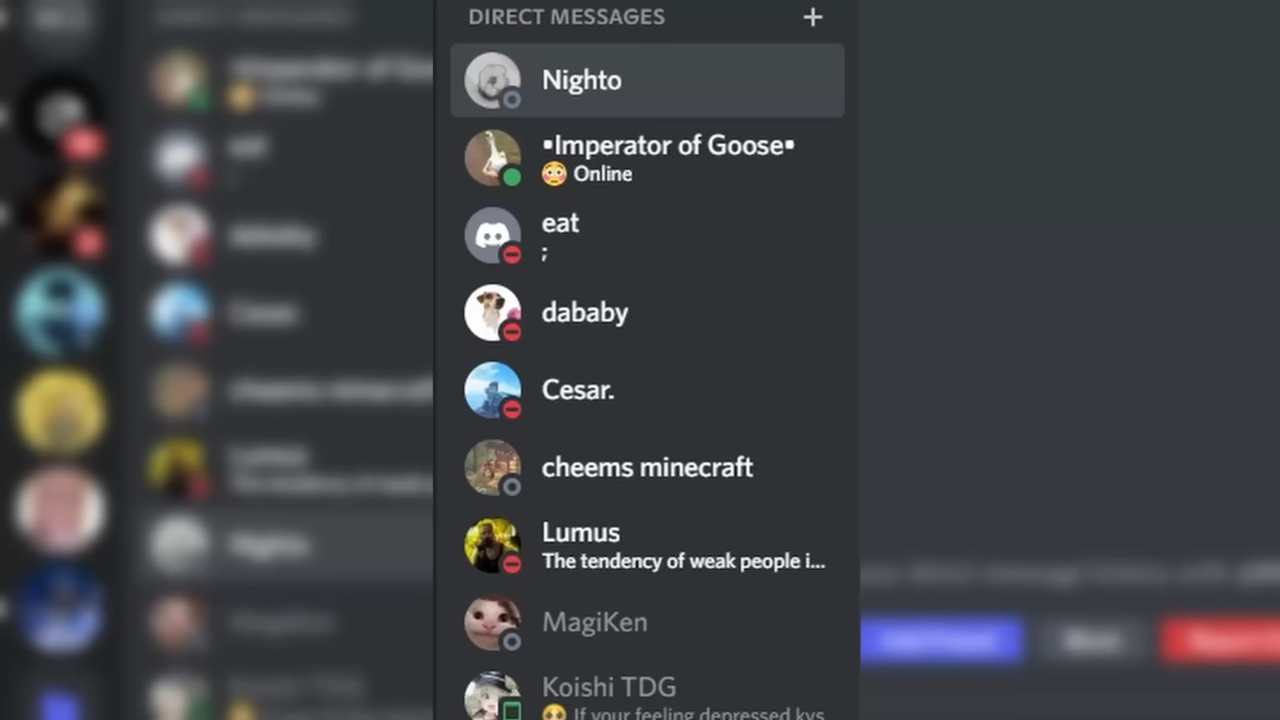 DIRECT MESSAGES +
Nighto
▪Imperator of Goose▪
😳 Online
eat
;
dababy
Cesar.
cheems minecraft
Lumus
The tendency of weak people i...
MagiKen
Koishi TDG
If your feeling depressed kys